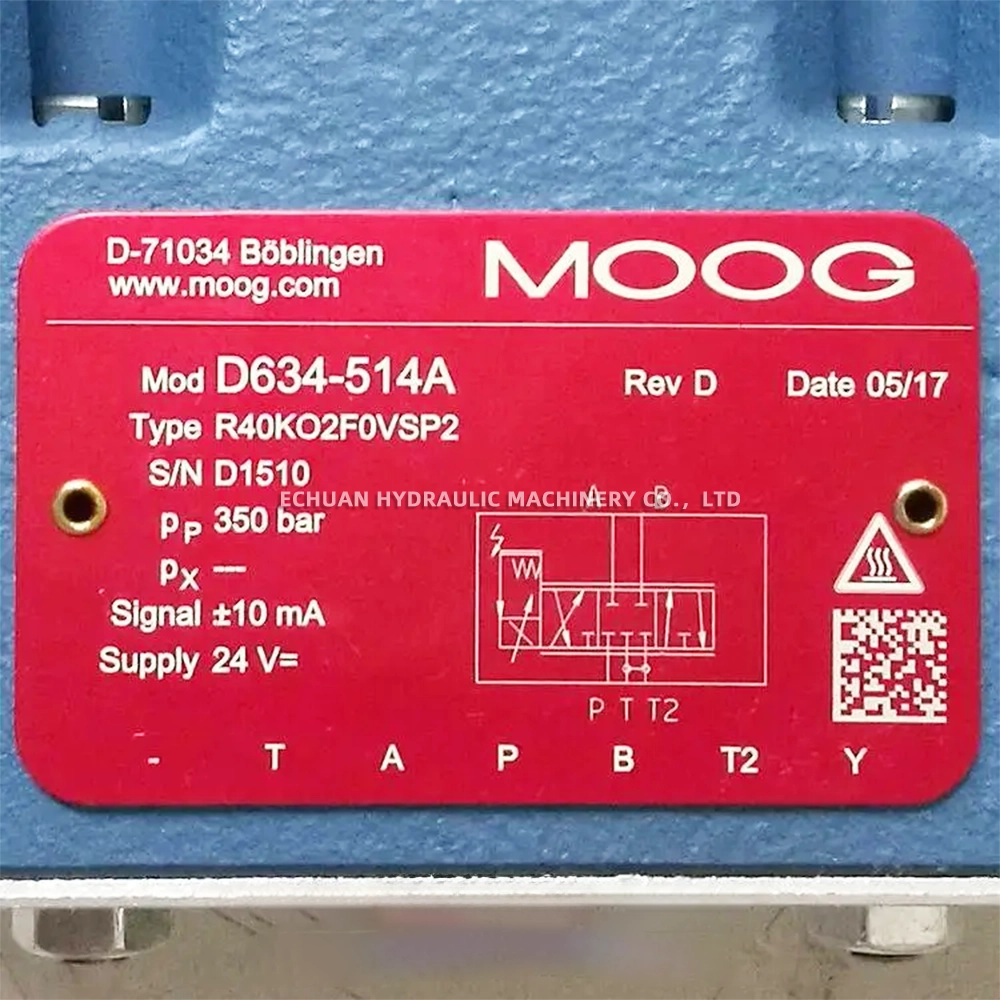 D-71034 Böblingen
www.moog.com
MOOG
Mod D634-514A
Rev D
Date 05/17
Type R40KO2F0VSP2
S/N D1510
pP 350 bar
pX ---
Signal ±10 mA
Supply 24 V=
A B
ECHUAN HYDRAULIC MACHINERY CO., LTD
P T T2
- T A P B T2 Y